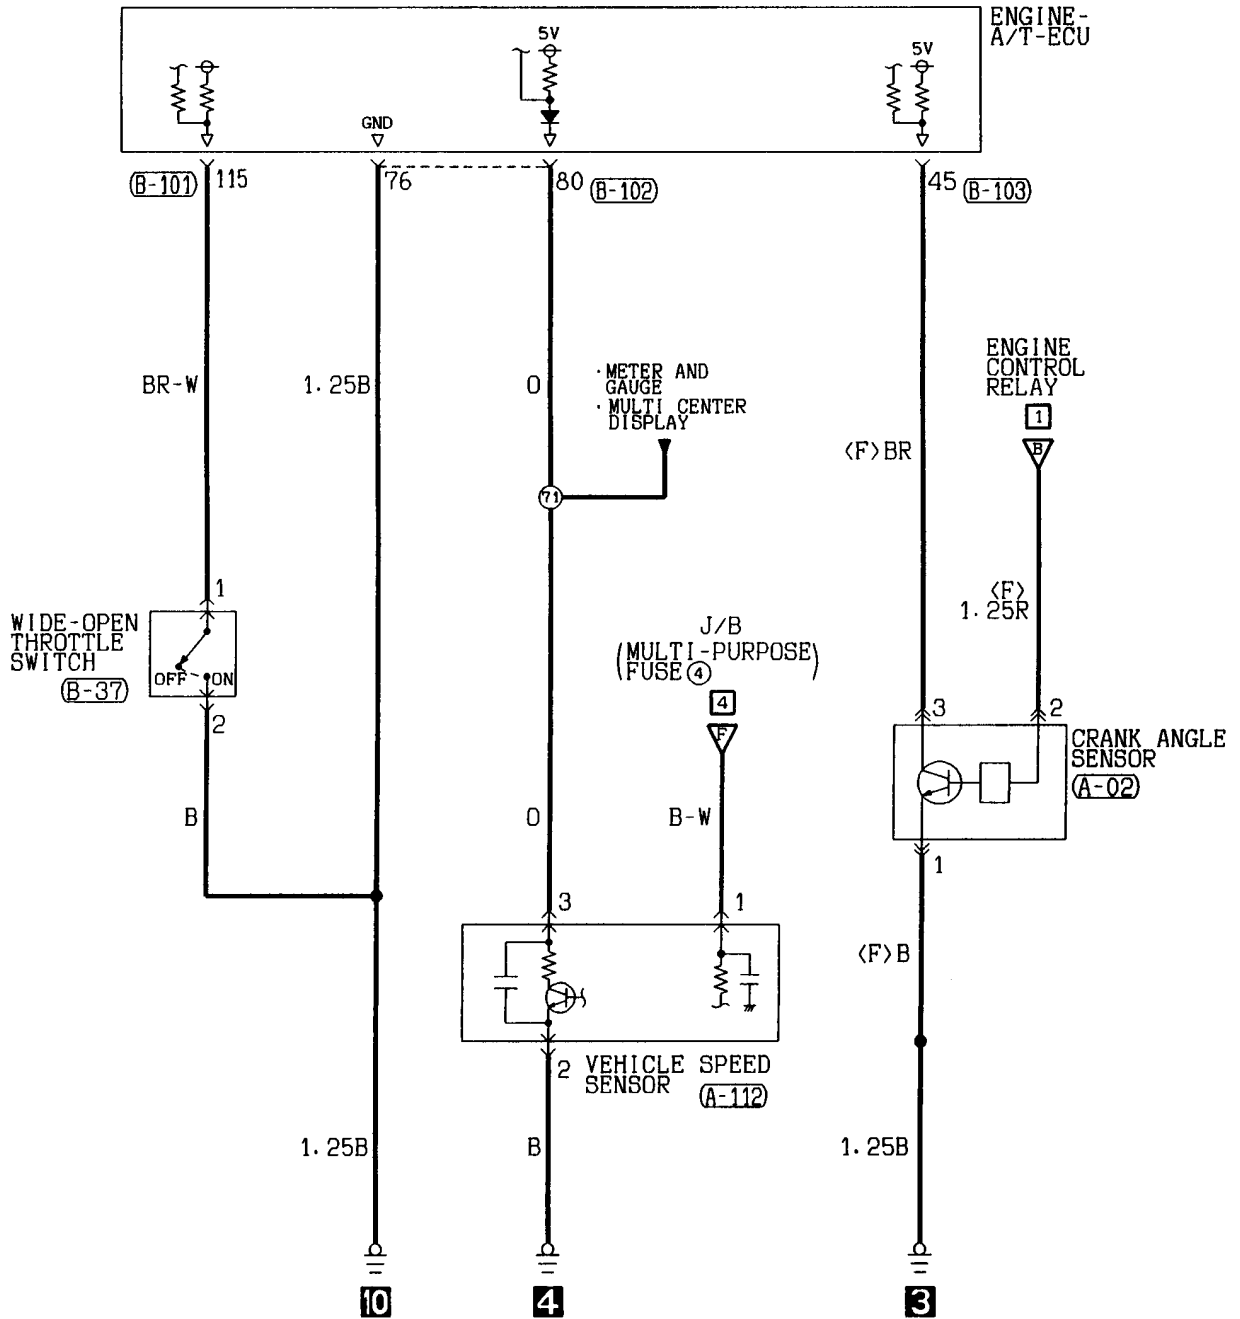 ENGINE-
A/T-ECU
5V
5V
GND
(B-101)
115
76
80
(B-102)
45
(B-103)
BR-W
1.25B
O
· METER AND
GAUGE
· MULTI CENTER
DISPLAY
71
<F>BR
ENGINE
CONTROL
RELAY
1
B
<F>
1.25R
1
WIDE-OPEN
THROTTLE
SWITCH
OFF
ON
(B-37)
2
J/B
(MULTI-PURPOSE)
FUSE④
4
F
3
2
CRANK ANGLE
SENSOR
(A-02)
1
B
O
B-W
3
1
<F>B
2
VEHICLE SPEED
SENSOR
(A-112)
1.25B
B
1.25B
10
4
3